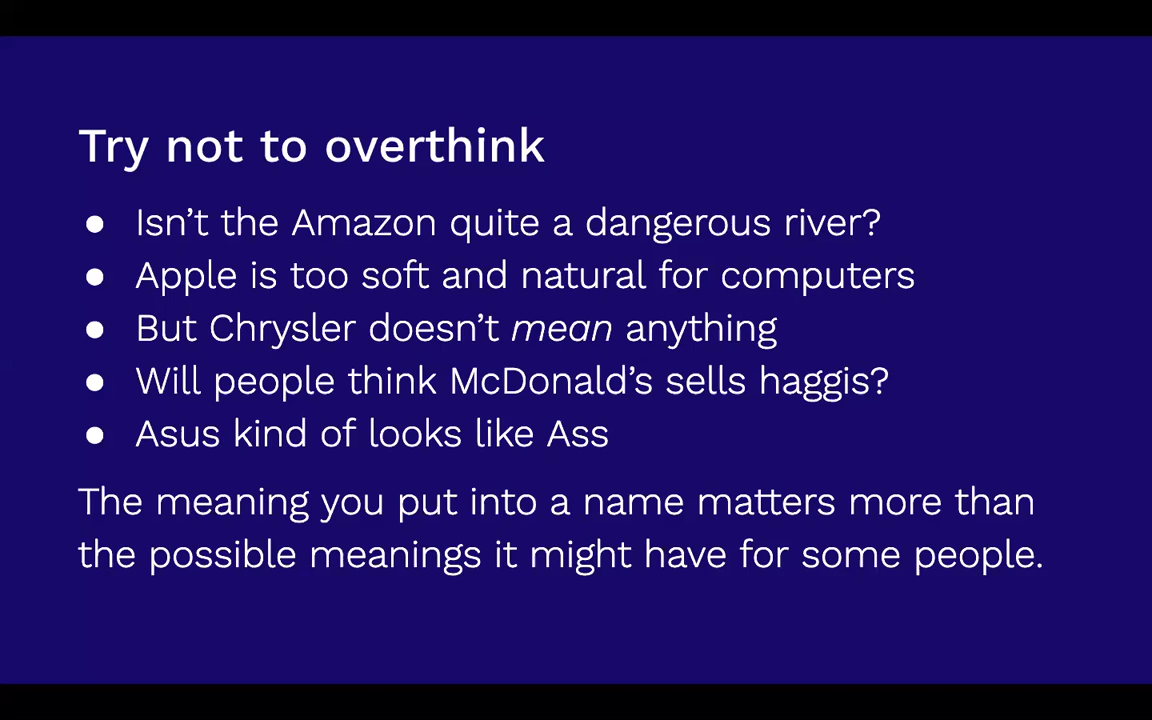 Try not to overthink
● Isn’t the Amazon quite a dangerous river?
● Apple is too soft and natural for computers
● But Chrysler doesn’t mean anything
● Will people think McDonald’s sells haggis?
● Asus kind of looks like Ass
The meaning you put into a name matters more than
the possible meanings it might have for some people.